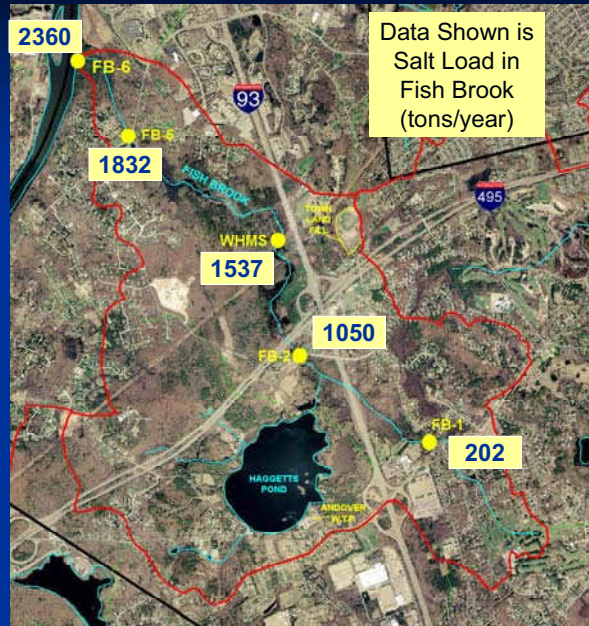 2360
FB-6
Data Shown is
Salt Load in
Fish Brook
(tons/year)
93
FB-5
1832
FISH BROOK
495
TOWN
LAND
FILL
WHMS
1537
1050
FB-2
FB-1
202
HAGGETTS
POND
ANDOVER
W.T.P.